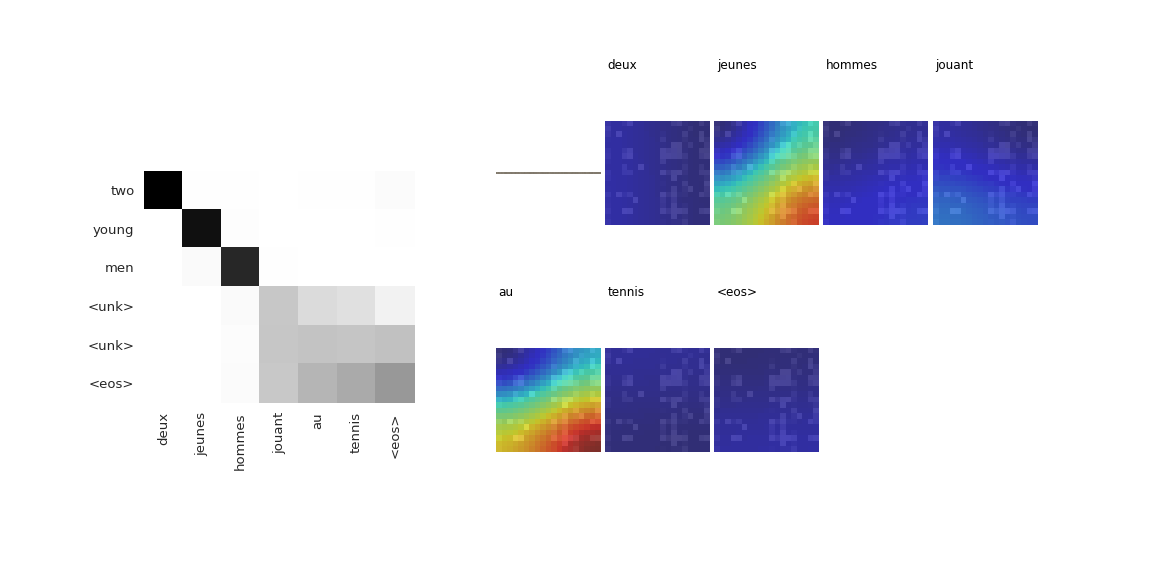 two
young
men
<unk>
<unk>
<eos>
deux
jeunes
hommes
jouant
au
tennis
<eos>
deux jeunes hommes jouant
au tennis <eos>